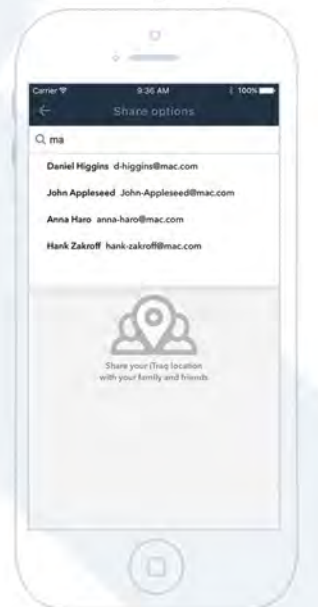 Carrier 9:36 AM 100%
Share options
ma
Daniel Higgins d-higgins@mac.com
John Appleseed John-Appleseed@mac.com
Anna Haro anna-haro@mac.com
Hank Zakroff hank-zakroff@mac.com
Share your iTraq location
with your family and friends